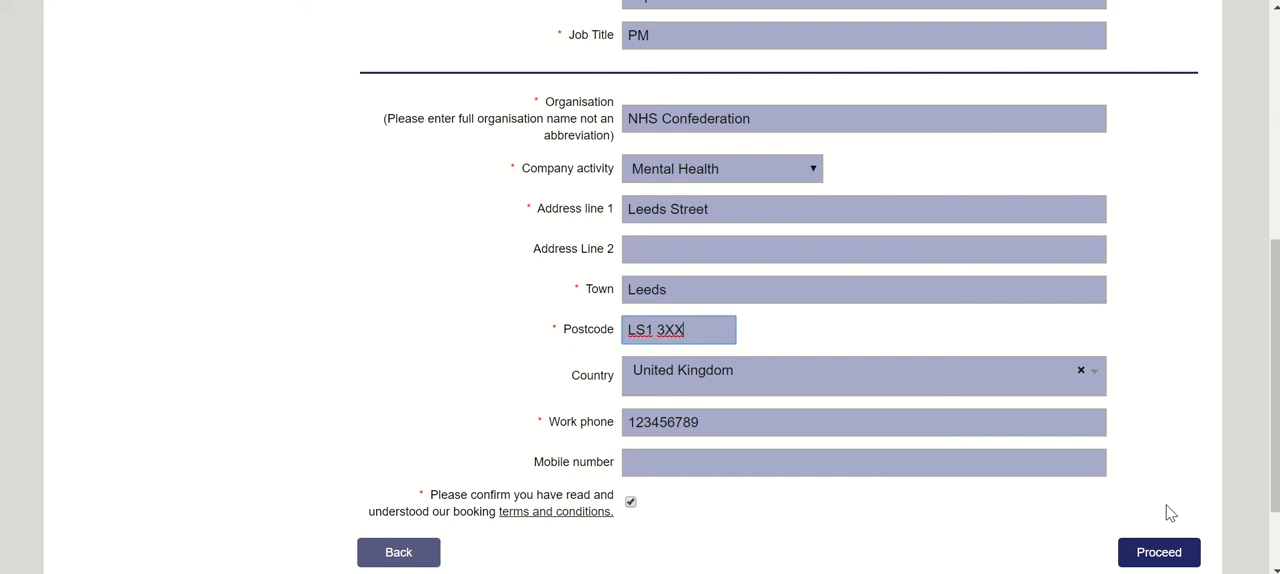 * Job Title PM
* Organisation
(Please enter full organisation name not an
abbreviation)
NHS Confederation
* Company activity Mental Health
* Address line 1 Leeds Street
Address Line 2
* Town Leeds
* Postcode LS1 3XX
Country United Kingdom
* Work phone 123456789
Mobile number
* Please confirm you have read and
understood our booking terms and conditions.
Back Proceed